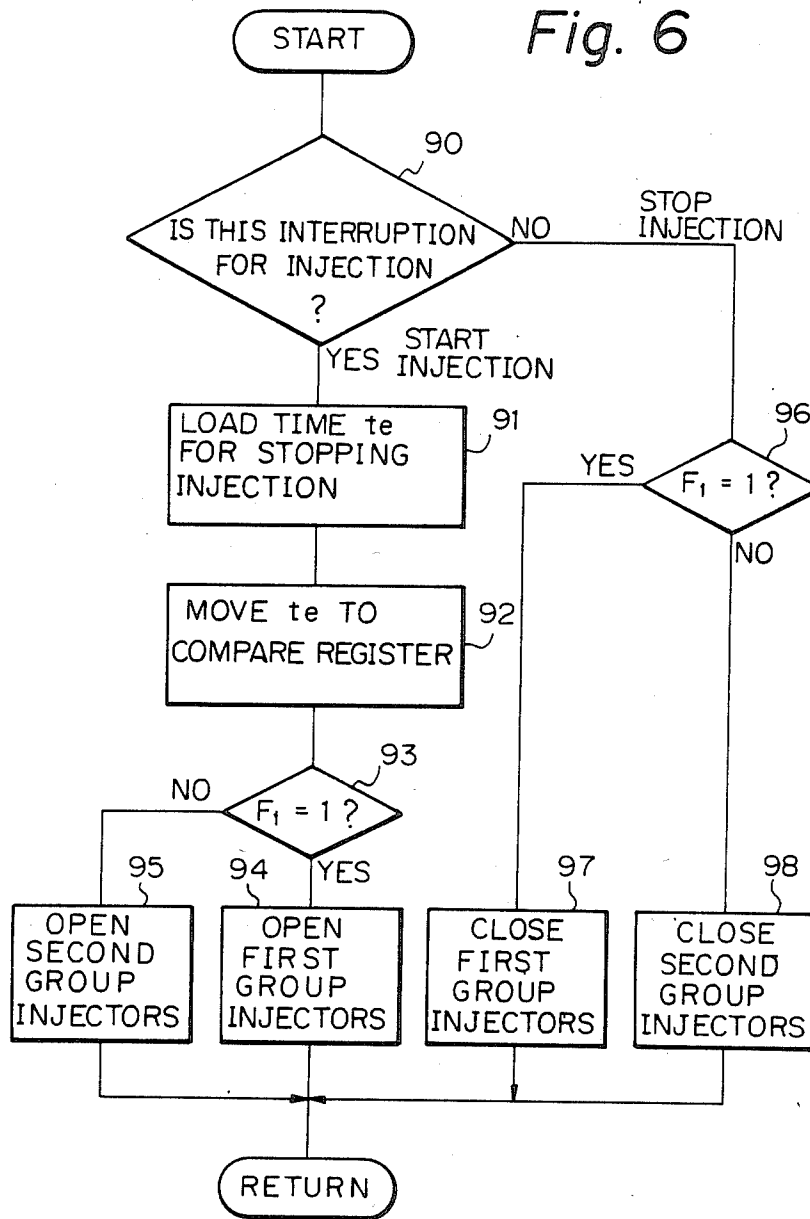 Fig. 6
START
90
IS THIS INTERRUPTION
FOR INJECTION
?
NO
STOP
INJECTION
YES
START
INJECTION
91
LOAD TIME te
FOR STOPPING
INJECTION
96
YES
F₁ = 1 ?
NO
92
MOVE te TO
COMPARE REGISTER
93
NO
F₁ = 1 ?
YES
95
OPEN
SECOND
GROUP
INJECTORS
94
OPEN
FIRST
GROUP
INJECTORS
97
CLOSE
FIRST
GROUP
INJECTORS
98
CLOSE
SECOND
GROUP
INJECTORS
RETURN